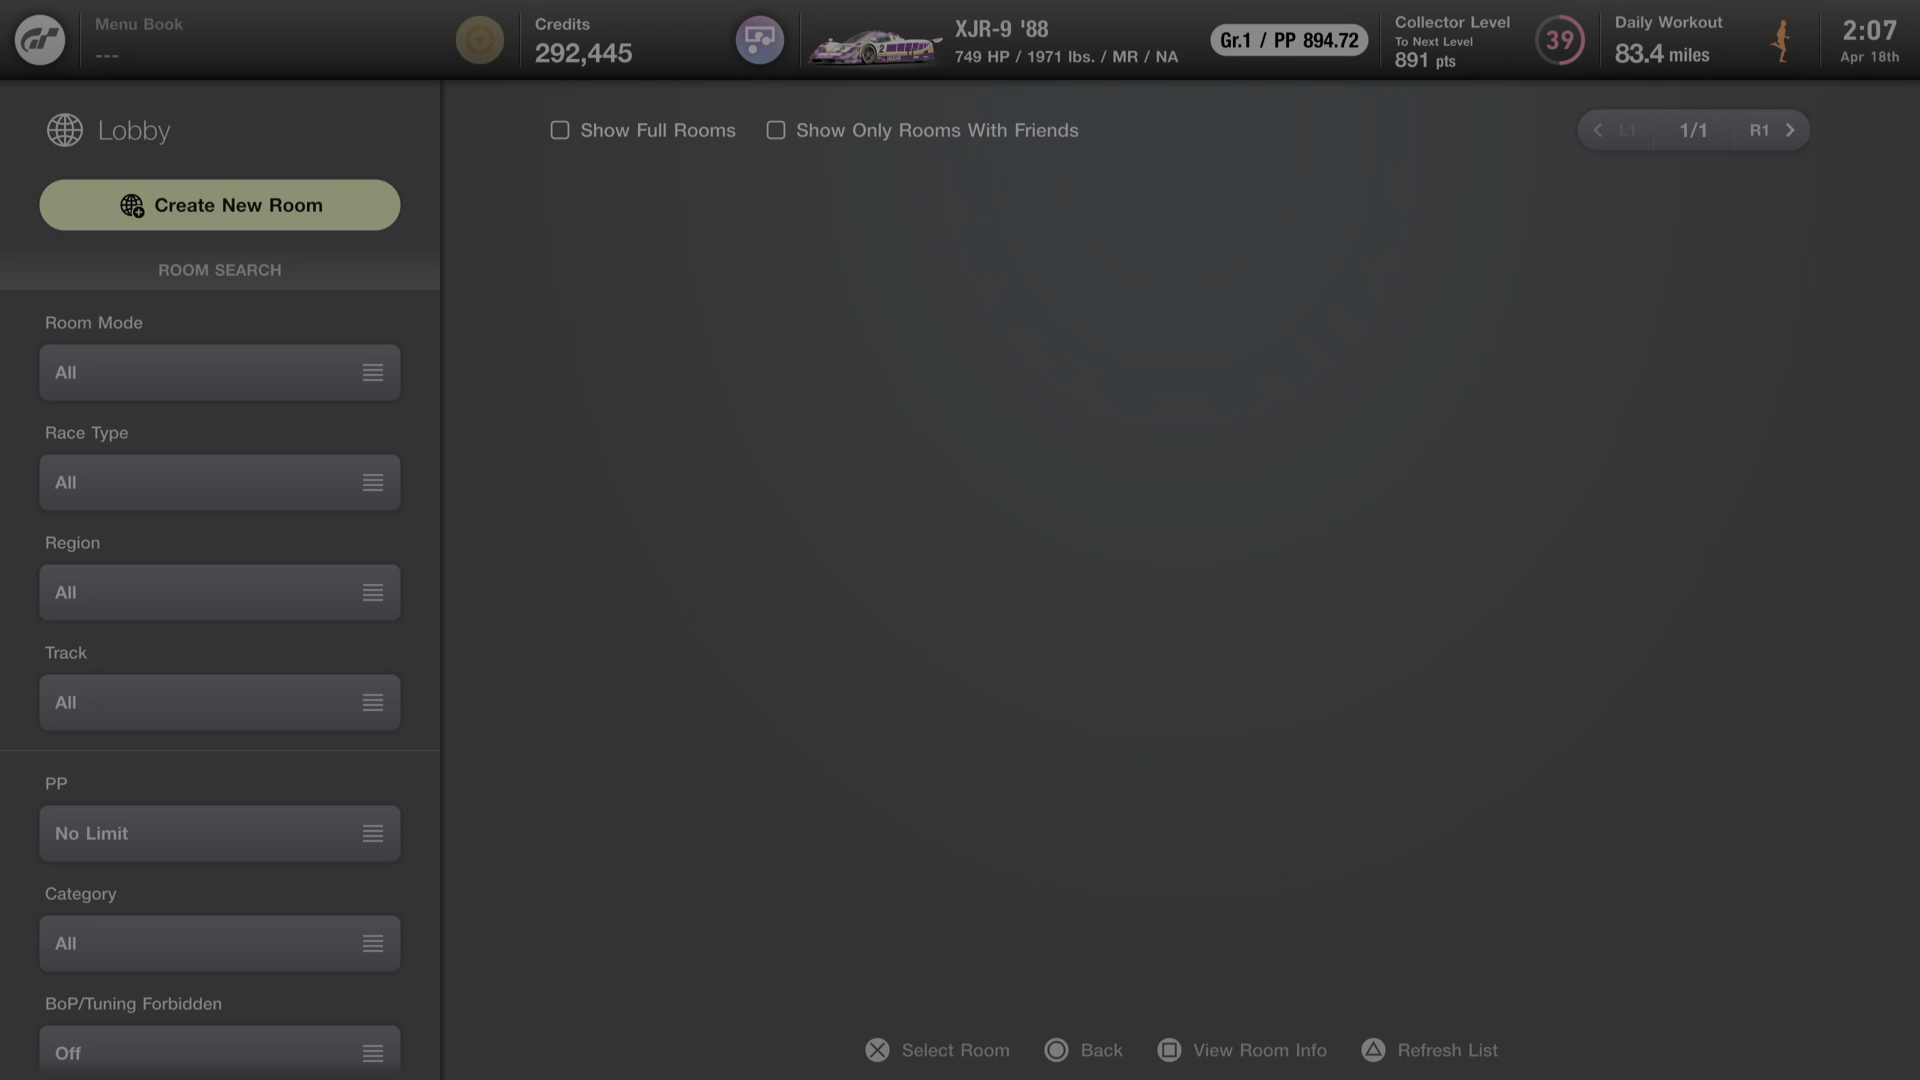 Menu Book
---
Credits
292,445
XJR-9 '88
749 HP / 1971 lbs. / MR / NA
Gr.1 / PP 894.72
Collector Level
To Next Level
891 pts
39
Daily Workout
83.4 miles
2:07
Apr 18th
Lobby
Create New Room
ROOM SEARCH
Room Mode
All
Race Type
All
Region
All
Track
All
PP
No Limit
Category
All
BoP/Tuning Forbidden
Off
Show Full Rooms
Show Only Rooms With Friends
L1
1/1
R1
Select Room
Back
View Room Info
Refresh List